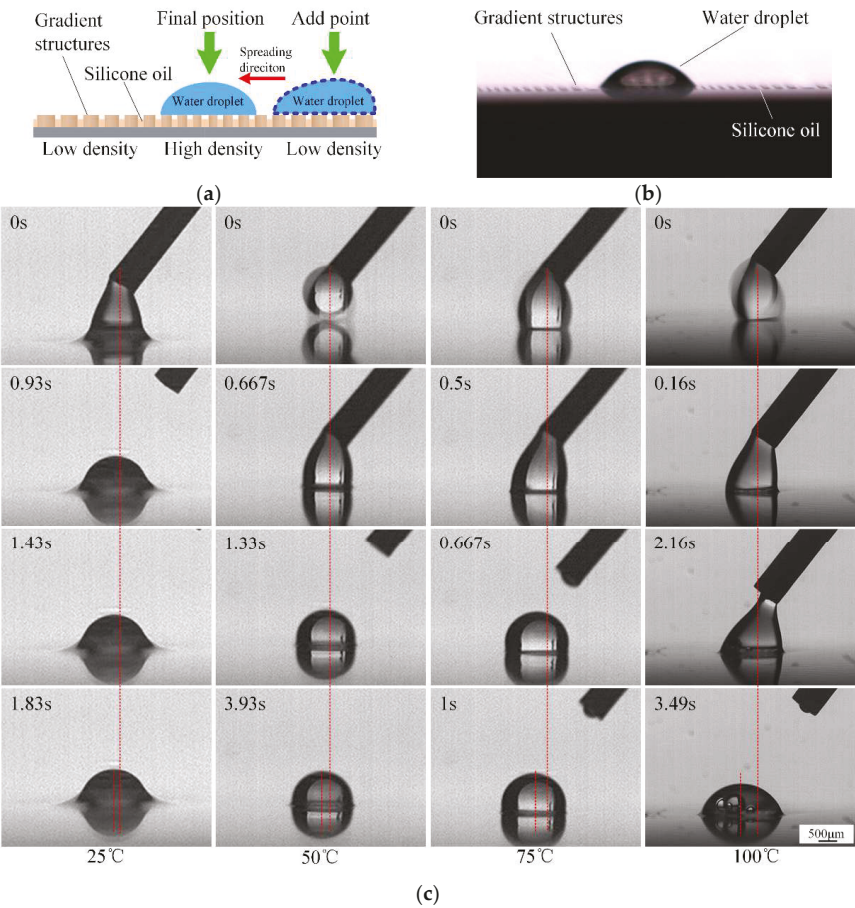 Gradient
structures
Final position
Add point
Silicone oil
Spreading
direciton
Water droplet
Water droplet
Low density
High density
Low density
(a)
Gradient structures
Water droplet
Silicone oil
(b)
0s
0s
0s
0s
0.93s
0.667s
0.5s
0.16s
1.43s
1.33s
0.667s
2.16s
1.83s
3.93s
1s
3.49s
500μm
25℃
50℃
75℃
100℃
(c)